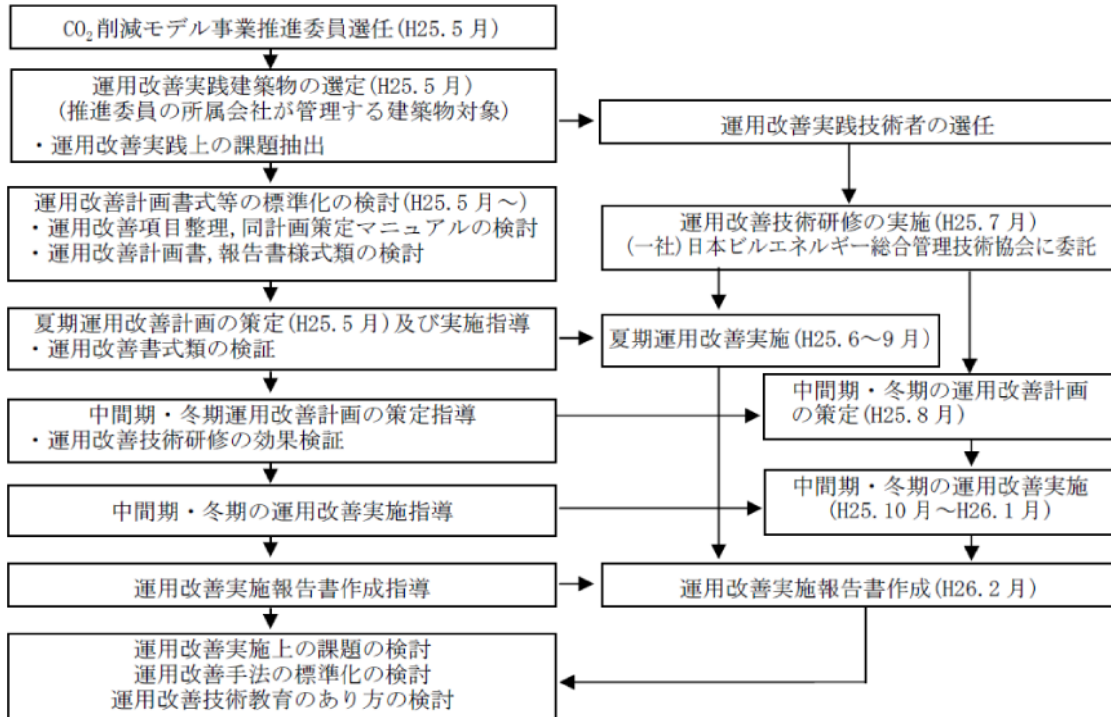 CO₂削減モデル事業推進委員選任(H25.5月)
運用改善実践建築物の選定(H25.5月)
(推進委員の所属会社が管理する建築物対象)
・運用改善実践上の課題抽出
運用改善実践技術者の選任
運用改善計画書式等の標準化の検討(H25.5月～)
・運用改善項目整理,同計画策定マニュアルの検討
・運用改善計画書,報告書様式類の検討
運用改善技術研修の実施(H25.7月)
(一社)日本ビルエネルギー総合管理技術協会に委託
夏期運用改善計画の策定(H25.5月)及び実施指導
・運用改善書式類の検証
夏期運用改善実施(H25.6～9月)
中間期・冬期運用改善計画の策定指導
・運用改善技術研修の効果検証
中間期・冬期の運用改善計画
の策定(H25.8月)
中間期・冬期の運用改善実施指導
中間期・冬期の運用改善実施
(H25.10月～H26.1月)
運用改善実施報告書作成指導
運用改善実施報告書作成(H26.2月)
運用改善実施上の課題の検討
運用改善手法の標準化の検討
運用改善技術教育のあり方の検討